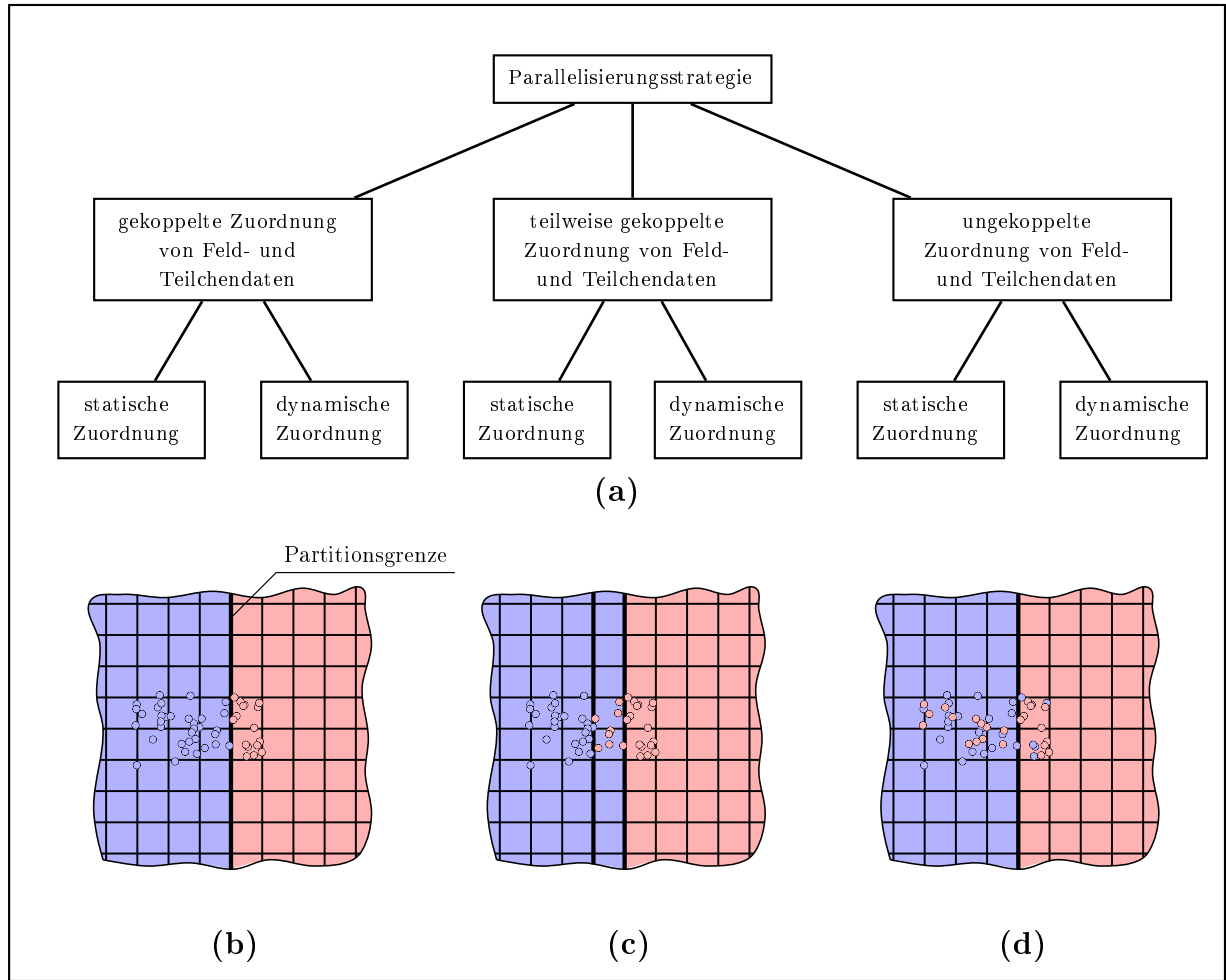 Parallelisierungsstrategie
gekoppelte Zuordnung
von Feld- und
Teilchendaten
teilweise gekoppelte
Zuordnung von Feld-
und Teilchendaten
ungekoppelte
Zuordnung von Feld-
und Teilchendaten
statische
Zuordnung
dynamische
Zuordnung
statische
Zuordnung
dynamische
Zuordnung
statische
Zuordnung
dynamische
Zuordnung
(a)
Partitionsgrenze
(b)
(c)
(d)